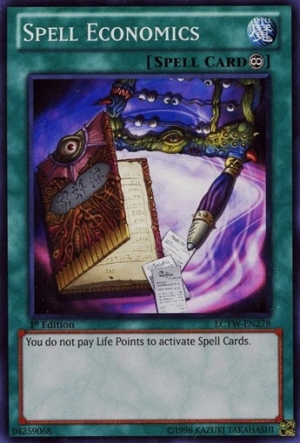 SPELL ECONOMICS
魔
[SPELL CARD]
LCYW-EN278
1st Edition
You do not pay Life Points to activate Spell Cards.
04259068
©1996 KAZUKI TAKAHASHI